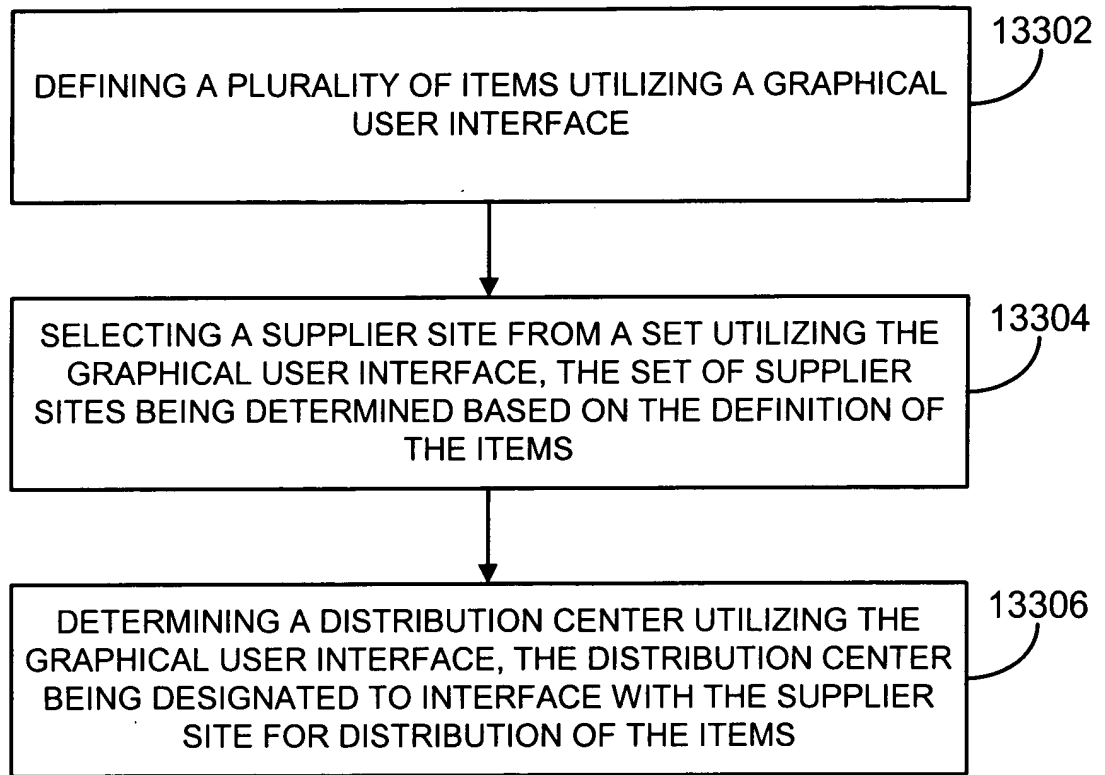 13302
DEFINING A PLURALITY OF ITEMS UTILIZING A GRAPHICAL
USER INTERFACE
13304
SELECTING A SUPPLIER SITE FROM A SET UTILIZING THE
GRAPHICAL USER INTERFACE, THE SET OF SUPPLIER
SITES BEING DETERMINED BASED ON THE DEFINITION OF
THE ITEMS
13306
DETERMINING A DISTRIBUTION CENTER UTILIZING THE
GRAPHICAL USER INTERFACE, THE DISTRIBUTION CENTER
BEING DESIGNATED TO INTERFACE WITH THE SUPPLIER
SITE FOR DISTRIBUTION OF THE ITEMS